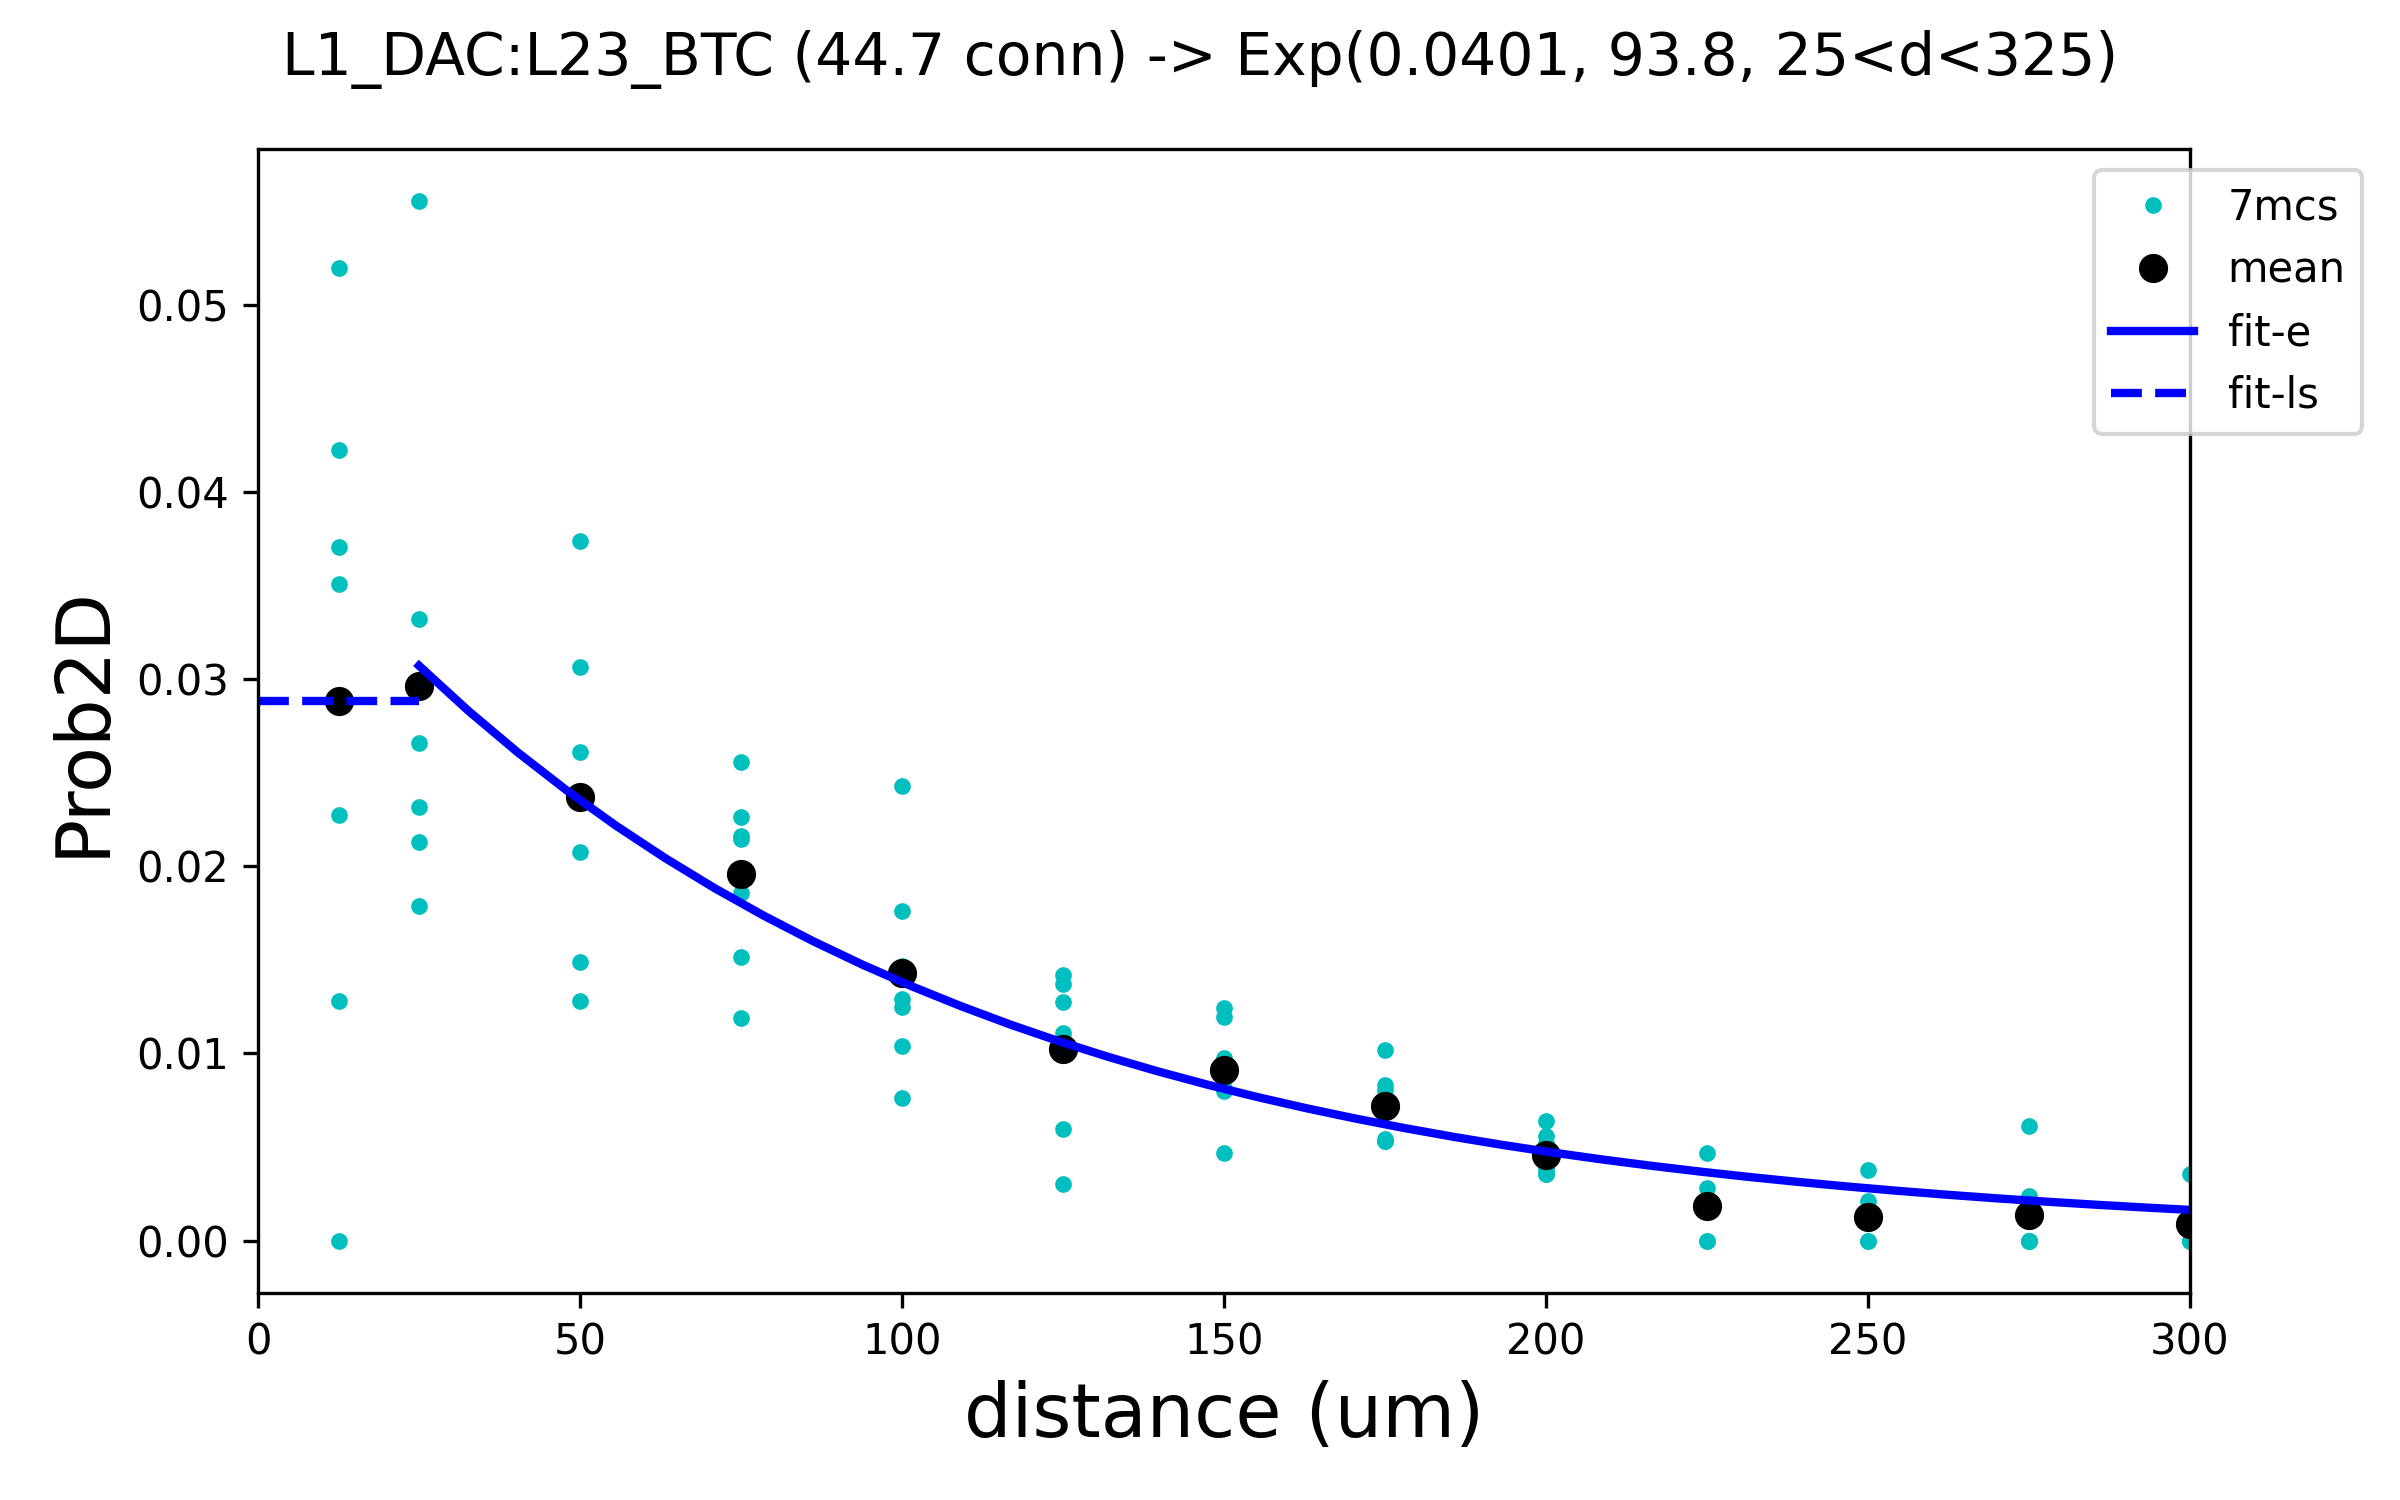 L1_DAC:L23_BTC (44.7 conn) -> Exp(0.0401, 93.8, 25<d<325)
7mcs
mean
fit-e
fit-ls
Prob2D
0.05
0.04
0.03
0.02
0.01
0.00
0 50 100 150 200 250 300
distance (um)